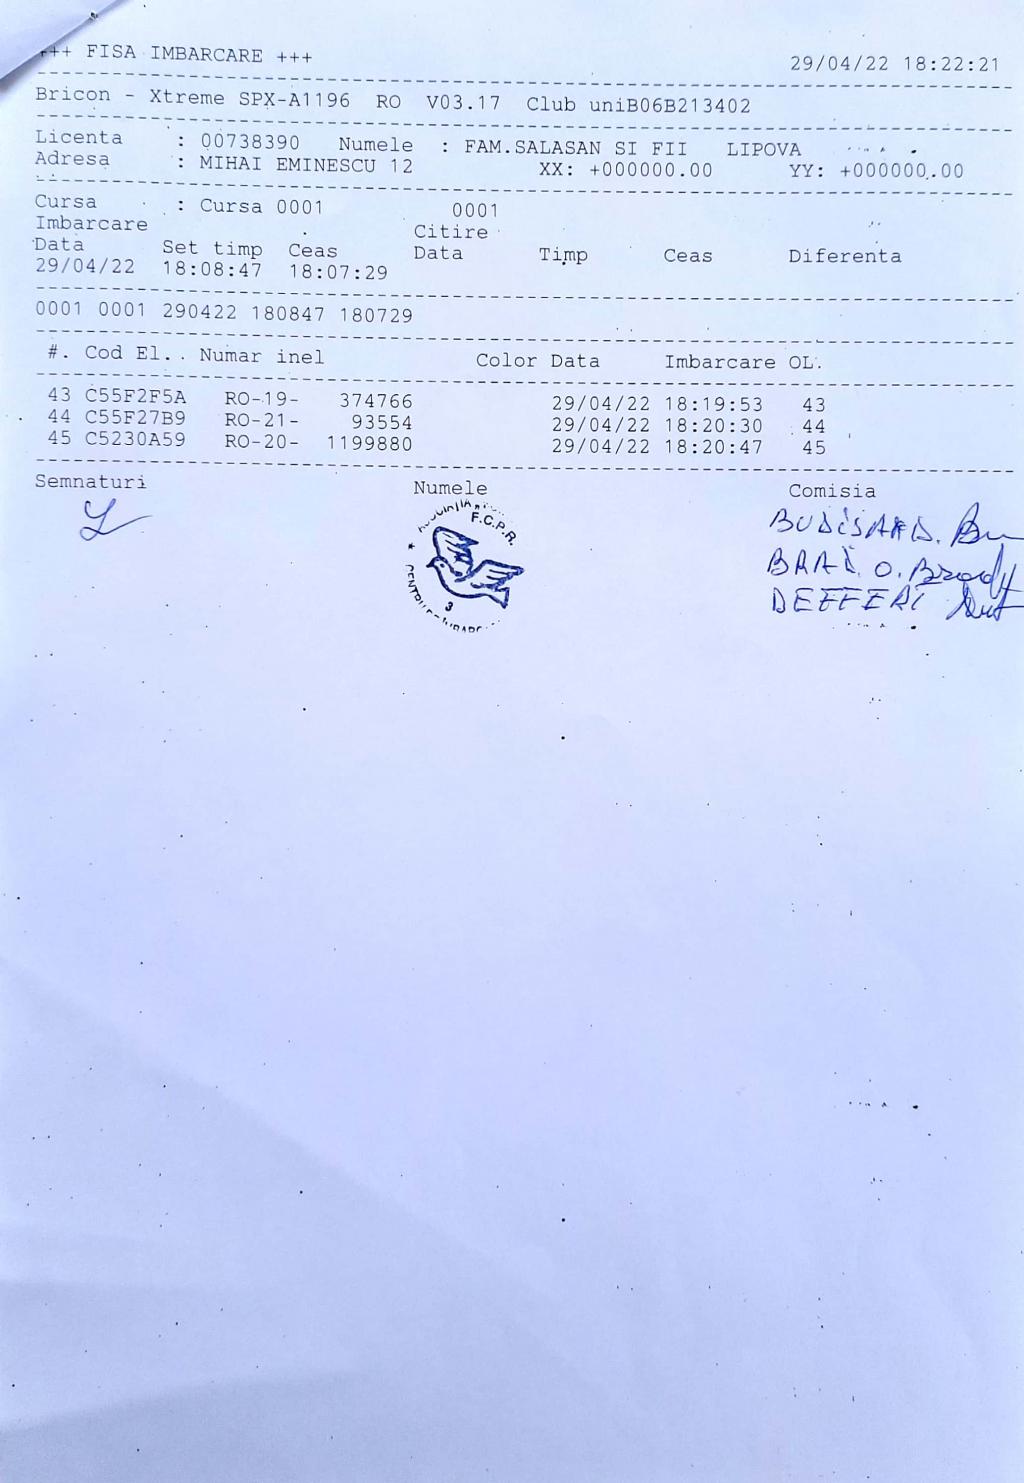 +++ FISA IMBARCARE +++ 29/04/22 18:22:21
Bricon - Xtreme SPX-A1196 RO V03.17 Club uniB06B213402
Licenta : 00738390 Numele : FAM.SALASAN SI FII LIPOVA
Adresa : MIHAI EMINESCU 12 XX: +000000.00 YY: +000000.00
Cursa : Cursa 0001 0001
Imbarcare Citire
Data Set timp Ceas Data Timp Ceas Diferenta
29/04/22 18:08:47 18:07:29
0001 0001 290422 180847 180729
#. Cod El.. Numar inel Color Data Imbarcare OL.
43 C55F2F5A RO-19- 374766 29/04/22 18:19:53 43
44 C55F27B9 RO-21- 93554 29/04/22 18:20:30 44
45 C5230A59 RO-20- 1199880 29/04/22 18:20:47 45
Semnaturi Numele Comisia
F.C.P.R.
3